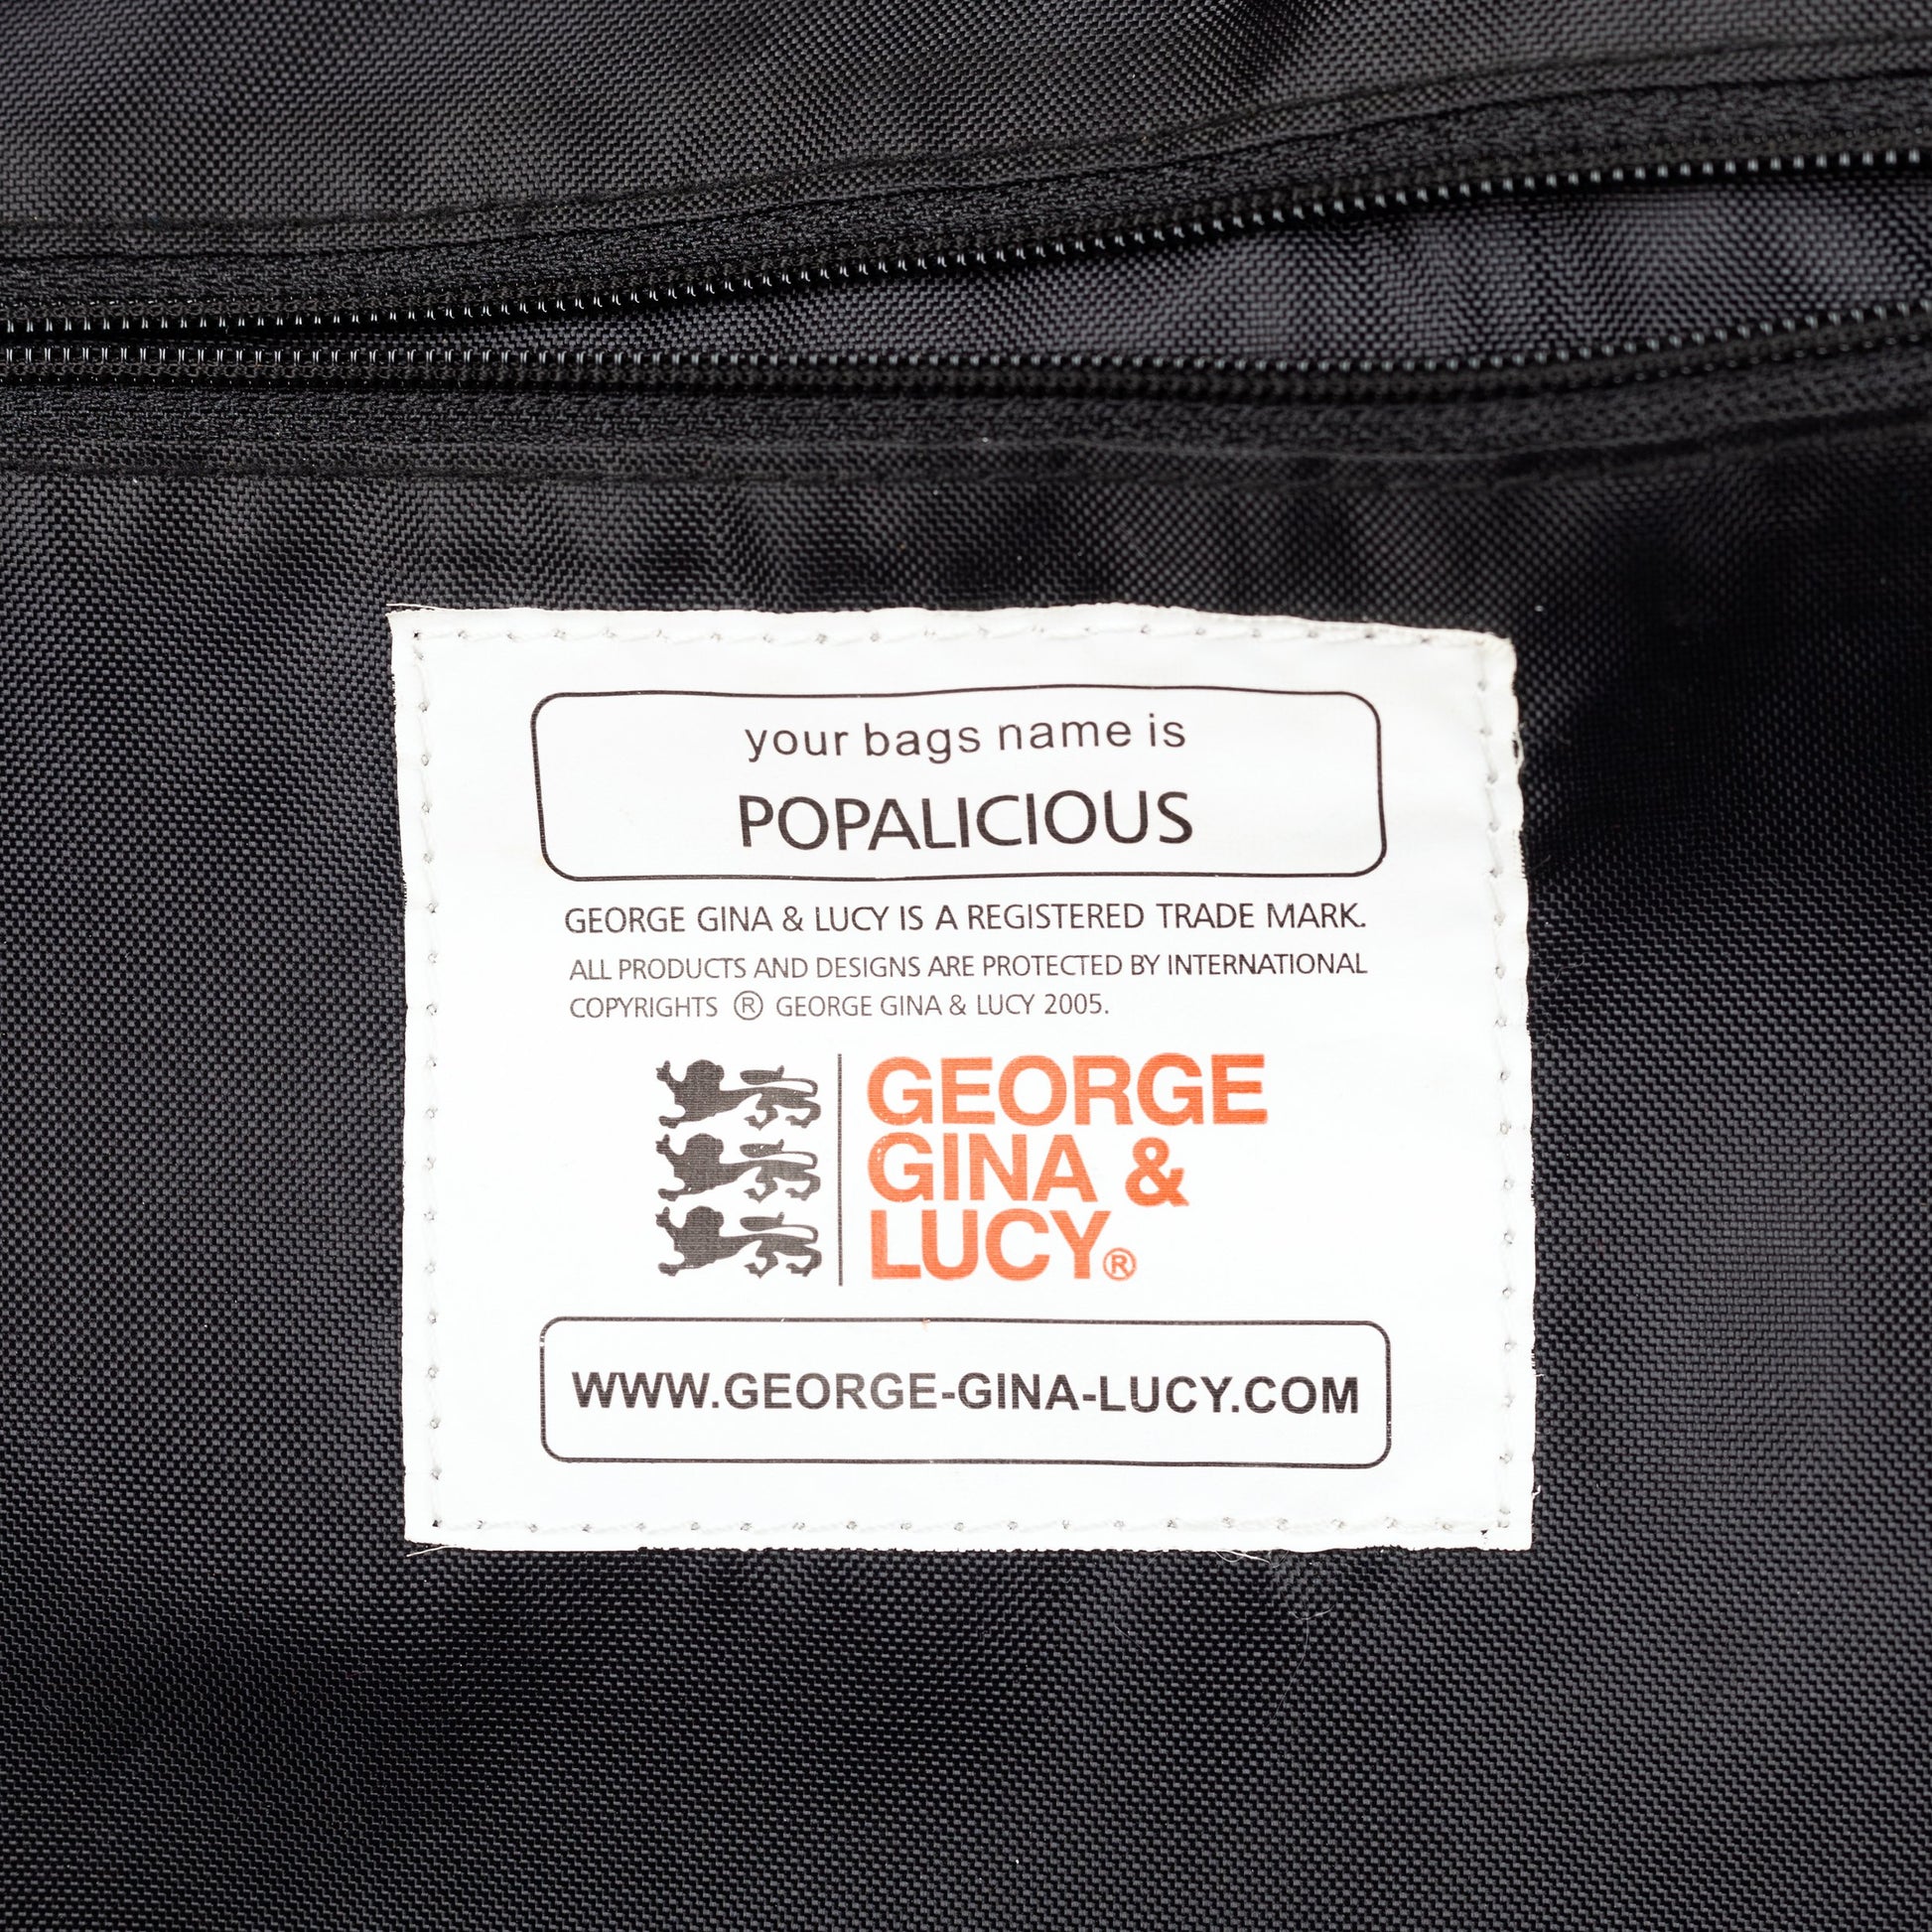 your bags name is
POPALICIOUS
GEORGE GINA & LUCY IS A REGISTERED TRADE MARK.
ALL PRODUCTS AND DESIGNS ARE PROTECTED BY INTERNATIONAL
COPYRIGHTS ® GEORGE GINA & LUCY 2005.
GEORGE
GINA &
LUCY®
WWW.GEORGE-GINA-LUCY.COM